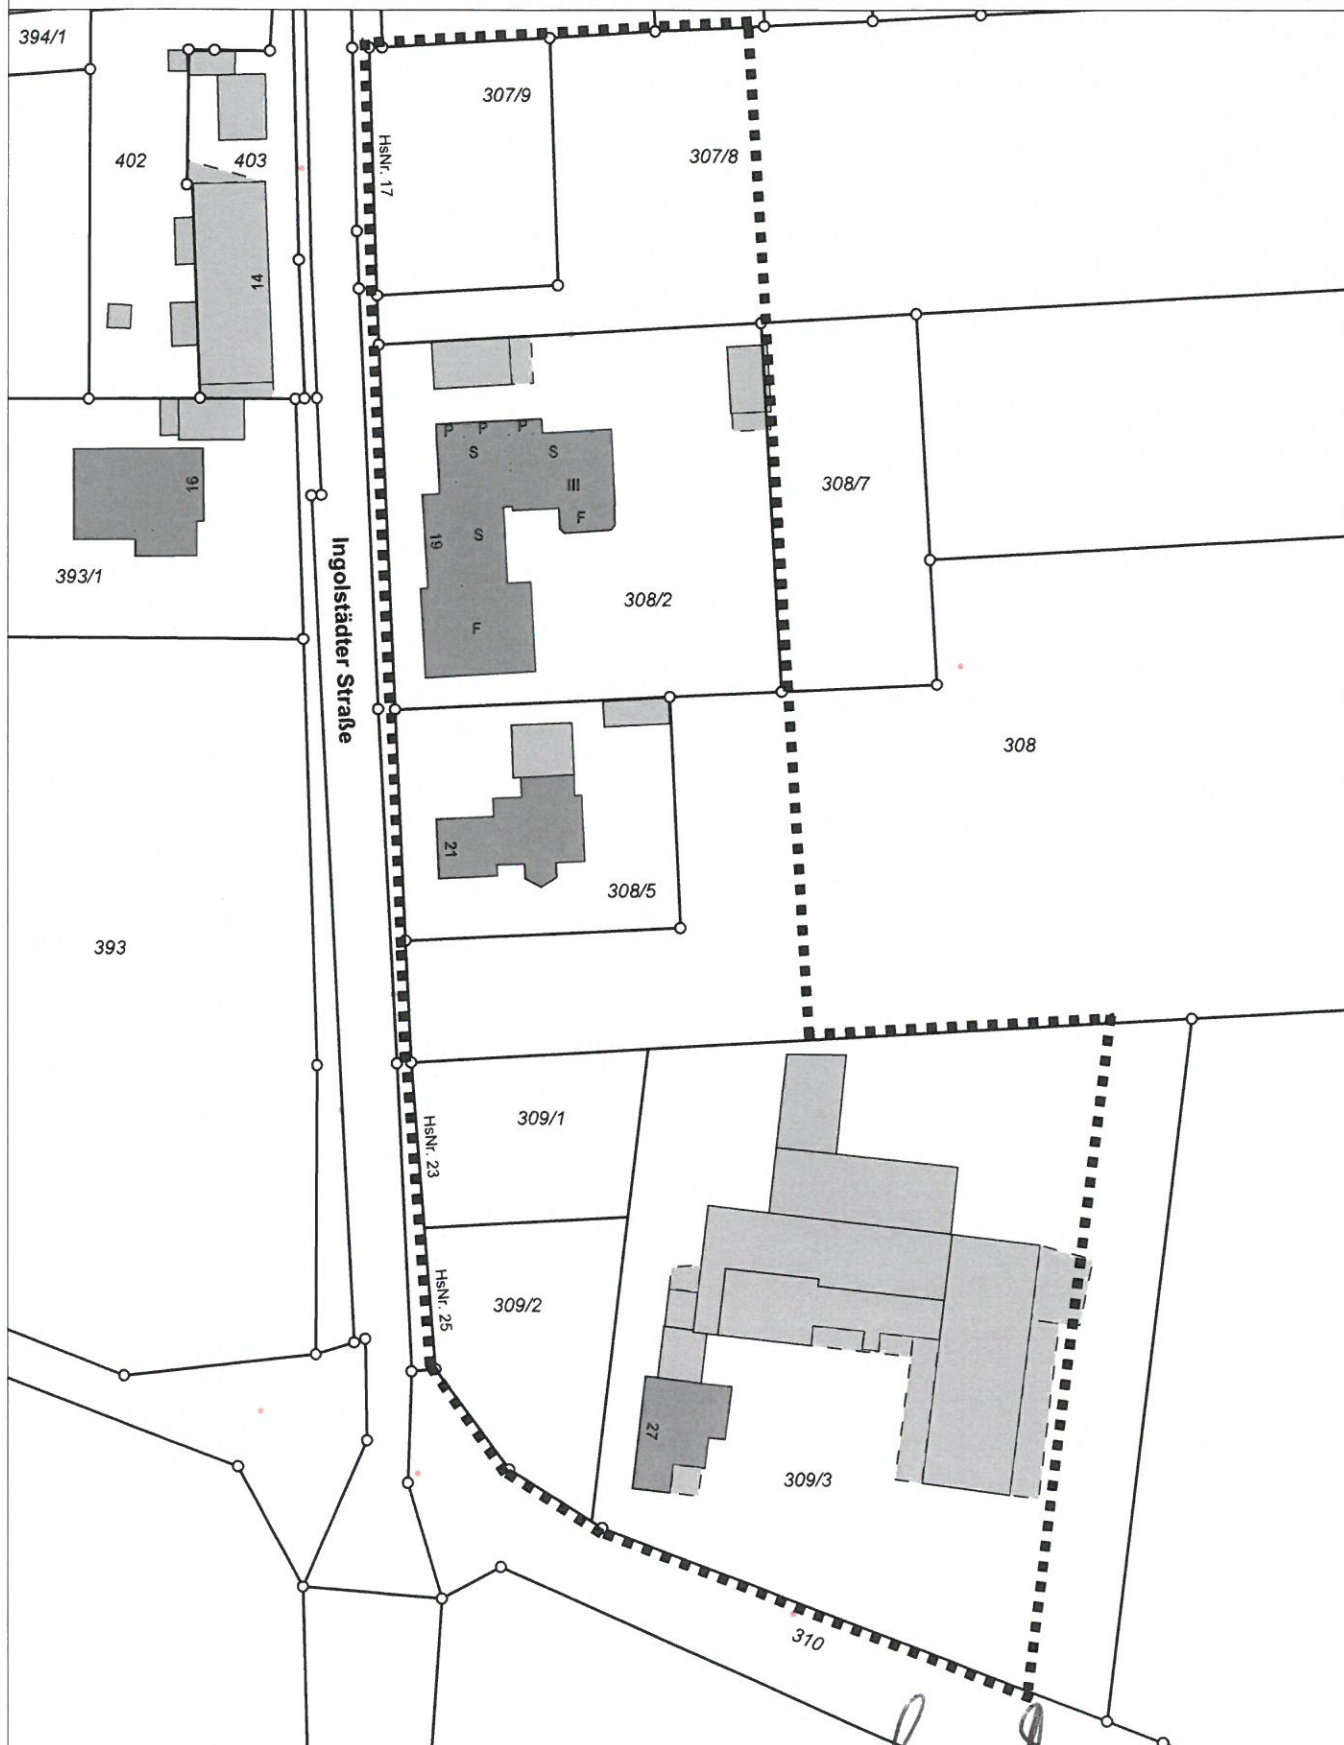 394/1
307/9
402
403
HsNr. 17
307/8
14
P P P
S S
III
F
16
19
S
308/7
393/1
Ingolstädter Straße
308/2
F
308
21
308/5
393
309/1
HsNr. 23
HsNr. 25
309/2
27
309/3
310